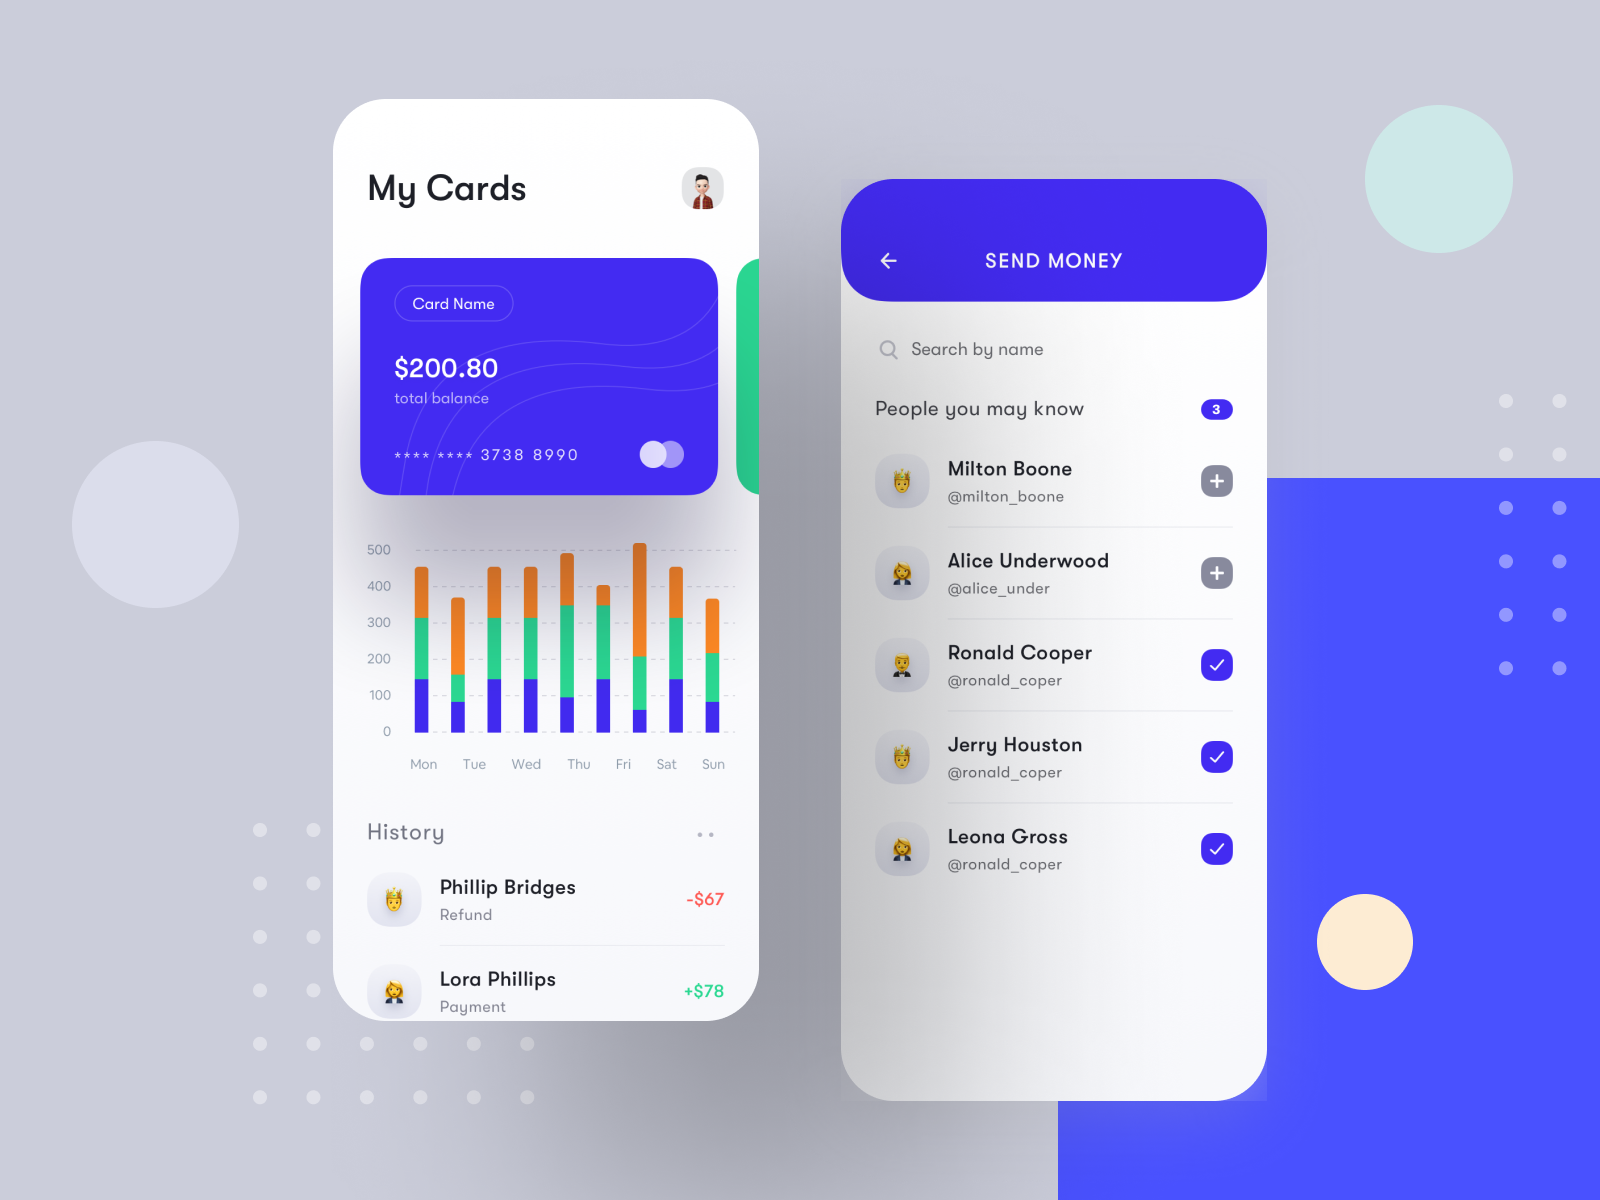 My Cards
Card Name
$200.80
total balance
**** **** 3738 8990
500
400
300
200
100
0
Mon Tue Wed Thu Fri Sat Sun
History
Phillip Bridges
Refund
-$67
Lora Phillips
Payment
+$78
SEND MONEY
Search by name
People you may know
3
Milton Boone
@milton_boone
Alice Underwood
@alice_under
Ronald Cooper
@ronald_coper
Jerry Houston
@ronald_coper
Leona Gross
@ronald_coper